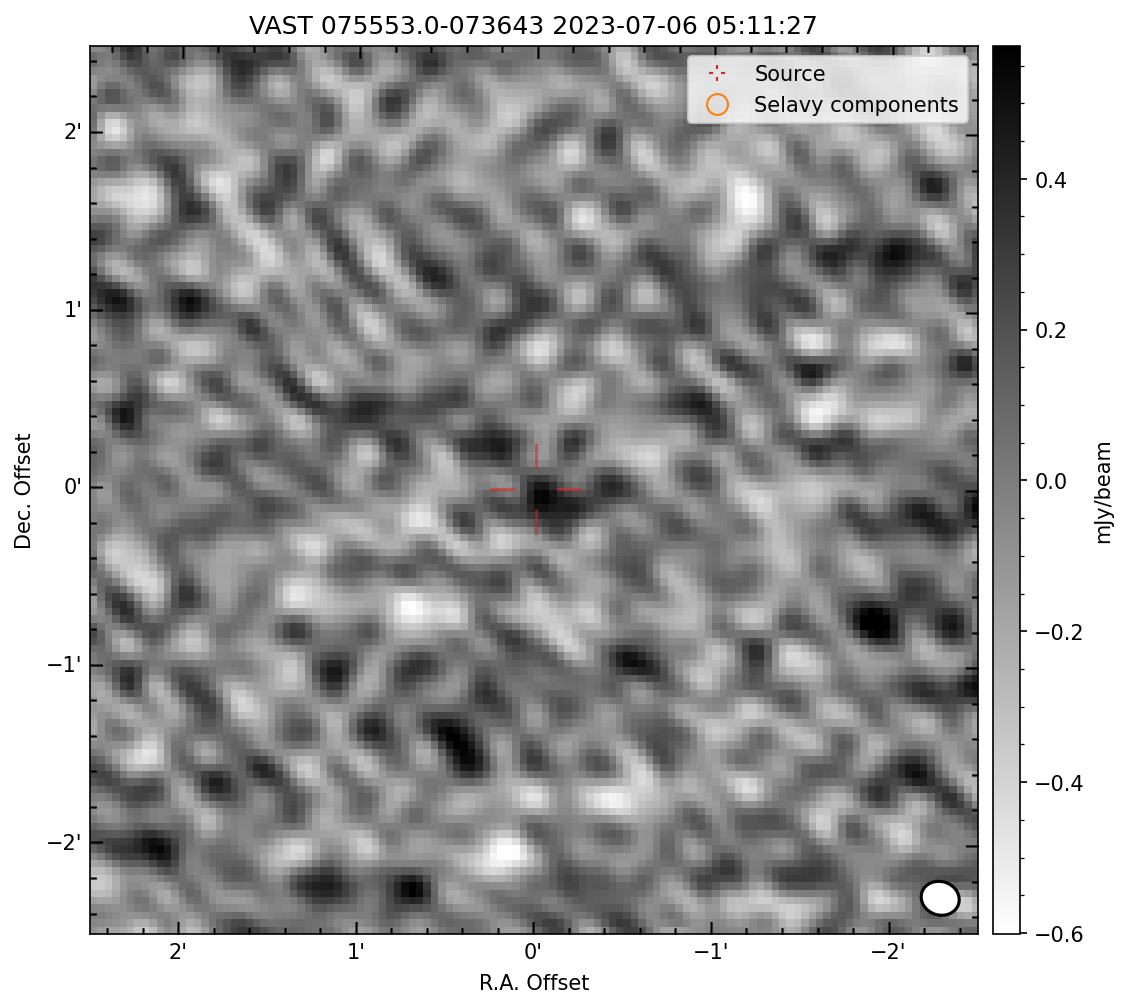 VAST 075553.0-073643 2023-07-06 05:11:27
Source
Selavy components
2'
1'
0'
−1'
−2'
Dec. Offset
2'
1'
0'
−1'
−2'
R.A. Offset
0.4
0.2
0.0
−0.2
−0.4
−0.6
mJy/beam